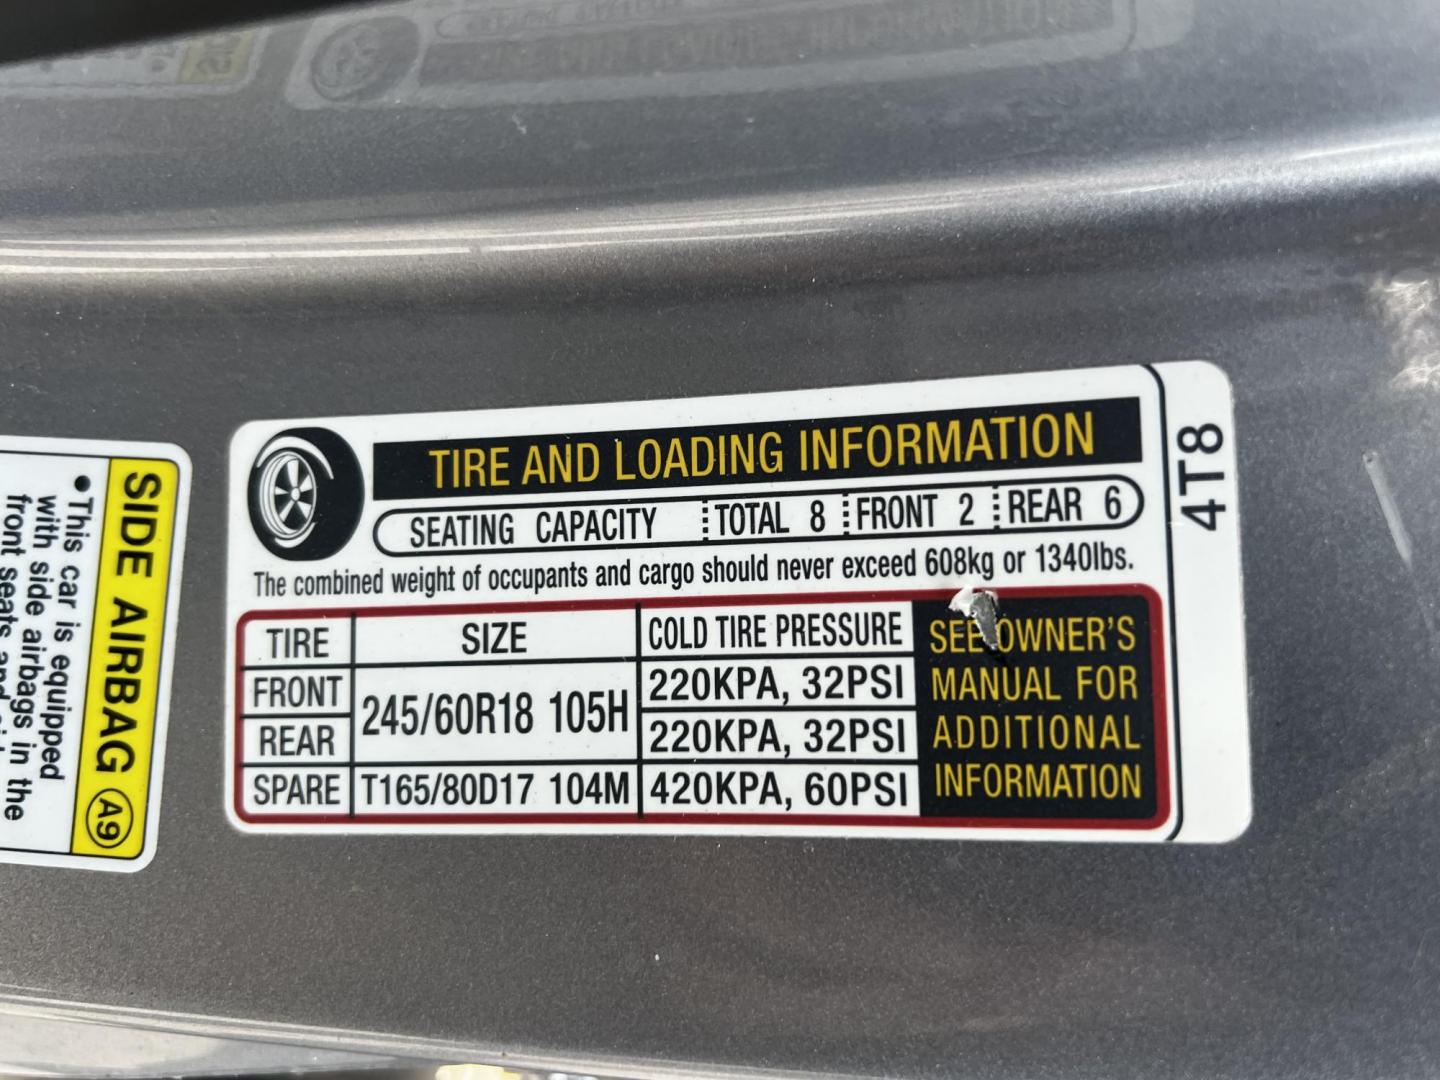 TIRE AND LOADING INFORMATION
SEATING CAPACITY TOTAL 8 FRONT 2 REAR 6
The combined weight of occupants and cargo should never exceed 608kg or 1340lbs.
TIRE SIZE COLD TIRE PRESSURE
FRONT 245/60R18 105H 220KPA, 32PSI
REAR 220KPA, 32PSI
SPARE T165/80D17 104M 420KPA, 60PSI
SEE OWNER'S
MANUAL FOR
ADDITIONAL
INFORMATION
4T8
SIDE AIRBAG A9
•This car is equipped
with side airbags in the
front seats and